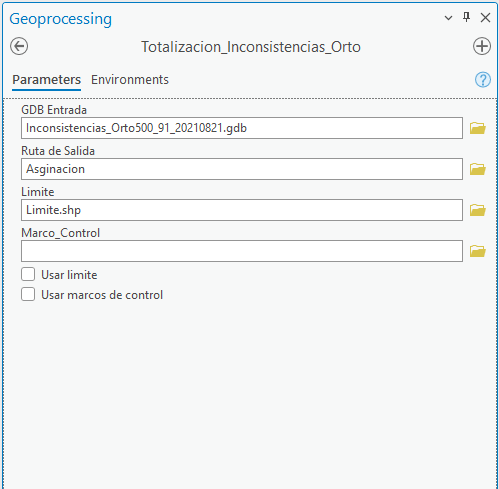 Geoprocessing
Totalizacion_Inconsistencias_Orto
Parameters Environments
GDB Entrada
Inconsistencias_Orto500_91_20210821.gdb
Ruta de Salida
Asginacion
Limite
Limite.shp
Marco_Control
Usar limite
Usar marcos de control